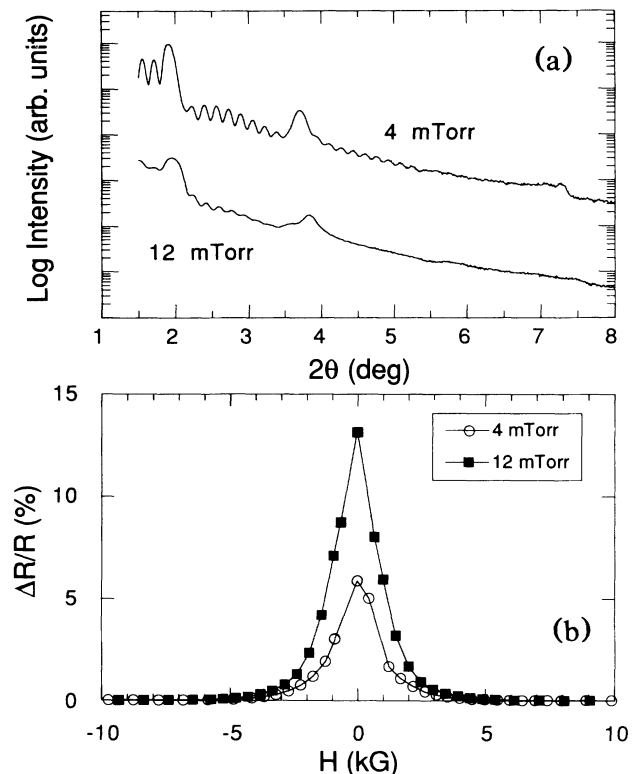 (a)
Log Intensity (arb. units)
4 mTorr
12 mTorr
1 2 3 4 5 6 7 8
2θ (deg)
(b)
ΔR/R (%)
15
10
5
0
4 mTorr
12 mTorr
-10 -5 0 5 10
H (kG)